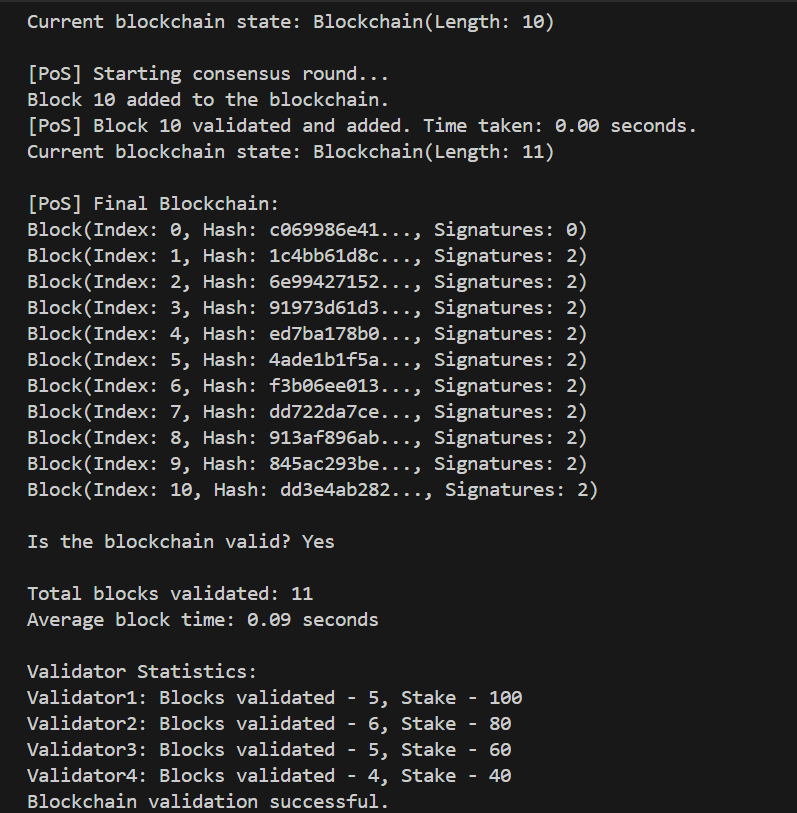 Current blockchain state: Blockchain(Length: 10)
[PoS] Starting consensus round...
Block 10 added to the blockchain.
[PoS] Block 10 validated and added. Time taken: 0.00 seconds.
Current blockchain state: Blockchain(Length: 11)
[PoS] Final Blockchain:
Block(Index: 0, Hash: c069986e41..., Signatures: 0)
Block(Index: 1, Hash: 1c4bb61d8c..., Signatures: 2)
Block(Index: 2, Hash: 6e99427152..., Signatures: 2)
Block(Index: 3, Hash: 91973d61d3..., Signatures: 2)
Block(Index: 4, Hash: ed7ba178b0..., Signatures: 2)
Block(Index: 5, Hash: 4ade1b1f5a..., Signatures: 2)
Block(Index: 6, Hash: f3b06ee013..., Signatures: 2)
Block(Index: 7, Hash: dd722da7ce..., Signatures: 2)
Block(Index: 8, Hash: 913af896ab..., Signatures: 2)
Block(Index: 9, Hash: 845ac293be..., Signatures: 2)
Block(Index: 10, Hash: dd3e4ab282..., Signatures: 2)
Is the blockchain valid? Yes
Total blocks validated: 11
Average block time: 0.09 seconds
Validator Statistics:
Validator1: Blocks validated - 5, Stake - 100
Validator2: Blocks validated - 6, Stake - 80
Validator3: Blocks validated - 5, Stake - 60
Validator4: Blocks validated - 4, Stake - 40
Blockchain validation successful.